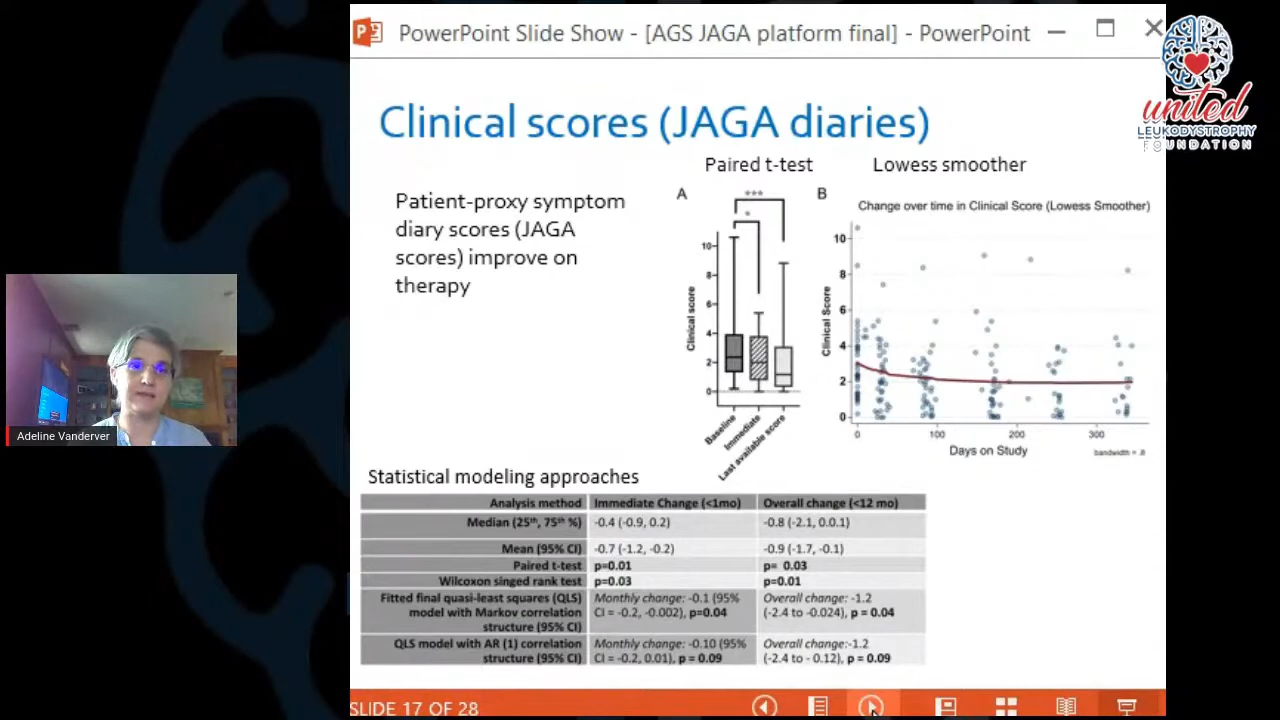 PowerPoint Slide Show - [AGS JAGA platform final] - PowerPoint
united
LEUKODYSTROPHY
FOUNDATION
Clinical scores (JAGA diaries)
Patient-proxy symptom
diary scores (JAGA
scores) improve on
therapy
Paired t-test
A
***
*
Clinical score
10
8
6
4
2
0
Baseline
Immediate
Last available score
Lowess smoother
B
Change over time in Clinical Score (Lowess Smoother)
Clinical Score
10
8
6
4
2
0
0 100 200 300
Days on Study
bandwidth = .8
Adeline Vanderver
Statistical modeling approaches
Analysis method Immediate Change (<1mo) Overall change (<12 mo)
Median (25th, 75th %) -0.4 (-0.9, 0.2) -0.8 (-2.1, 0.0.1)
Mean (95% CI) -0.7 (-1.2, -0.2) -0.9 (-1.7, -0.1)
Paired t-test p=0.01 p= 0.03
Wilcoxon singed rank test p=0.03 p=0.01
Fitted final quasi-least squares (QLS) Monthly change: -0.1 (95% Overall change: -1.2
model with Markov correlation CI = -0.2, -0.002), p=0.04 (-2.4 to -0.024), p = 0.04
structure (95% CI)
QLS model with AR (1) correlation Monthly change: -0.10 (95% Overall change:-1.2
structure (95% CI) CI = -0.2, 0.01), p = 0.09 (-2.4 to - 0.12), p = 0.09
SLIDE 17 OF 28